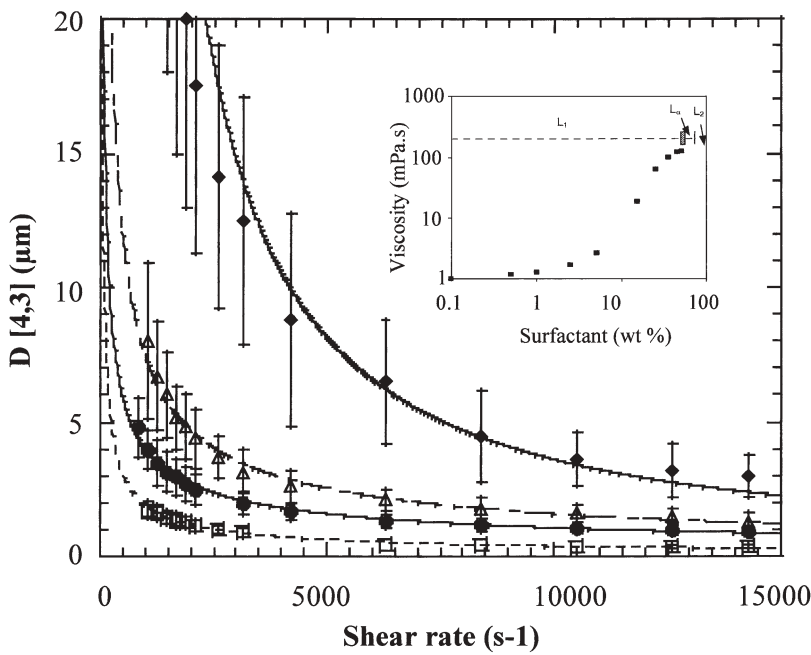 20
15
10
5
0
D [4,3] (µm)
0
5000
10000
15000
Shear rate (s-1)
1000
100
10
1
Viscosity (mPa.s)
L1
Lα
L2
0.1
1
10
100
Surfactant (wt %)